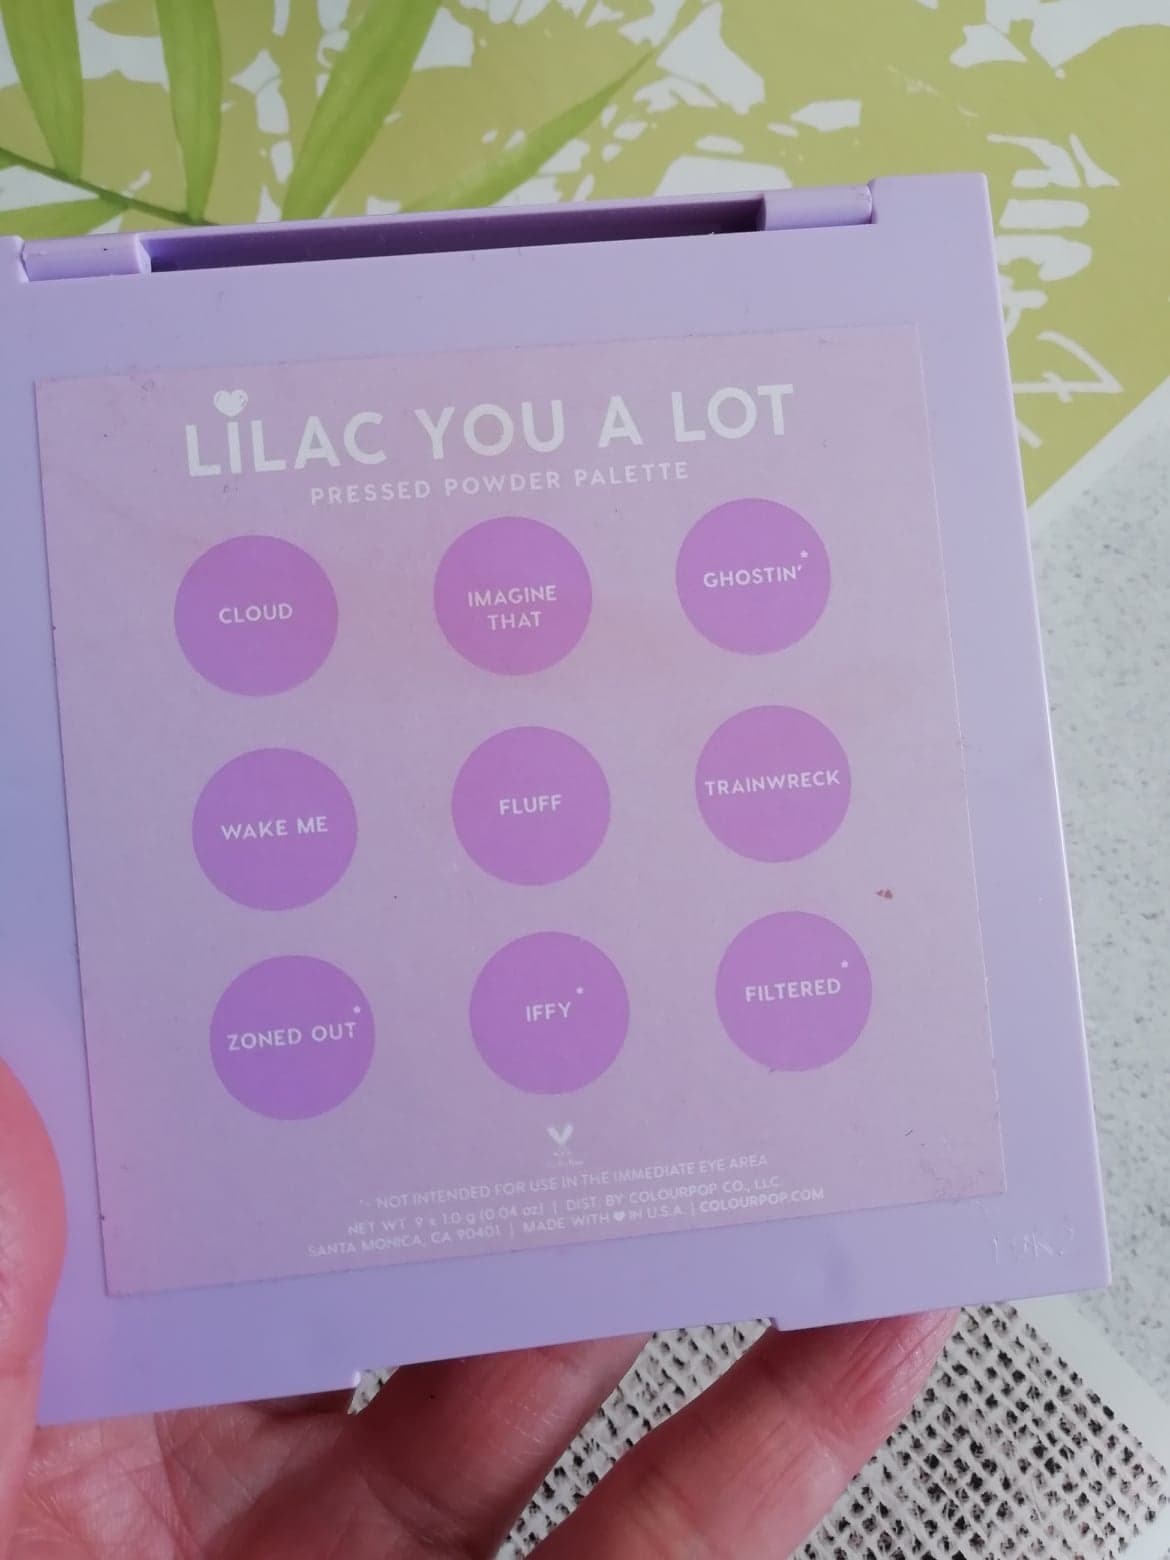 LILAC YOU A LOT
PRESSED POWDER PALETTE
CLOUD
IMAGINE
THAT
GHOSTIN'*
WAKE ME
FLUFF
TRAINWRECK
ZONED OUT*
IFFY*
FILTERED*
*- NOT INTENDED FOR USE IN THE IMMEDIATE EYE AREA
NET WT 9 x 1.0 g (0.04 oz) | DIST. BY COLOURPOP CO., LLC.
SANTA MONICA, CA 90401 | MADE WITH ♥ IN U.S.A. | COLOURPOP.COM